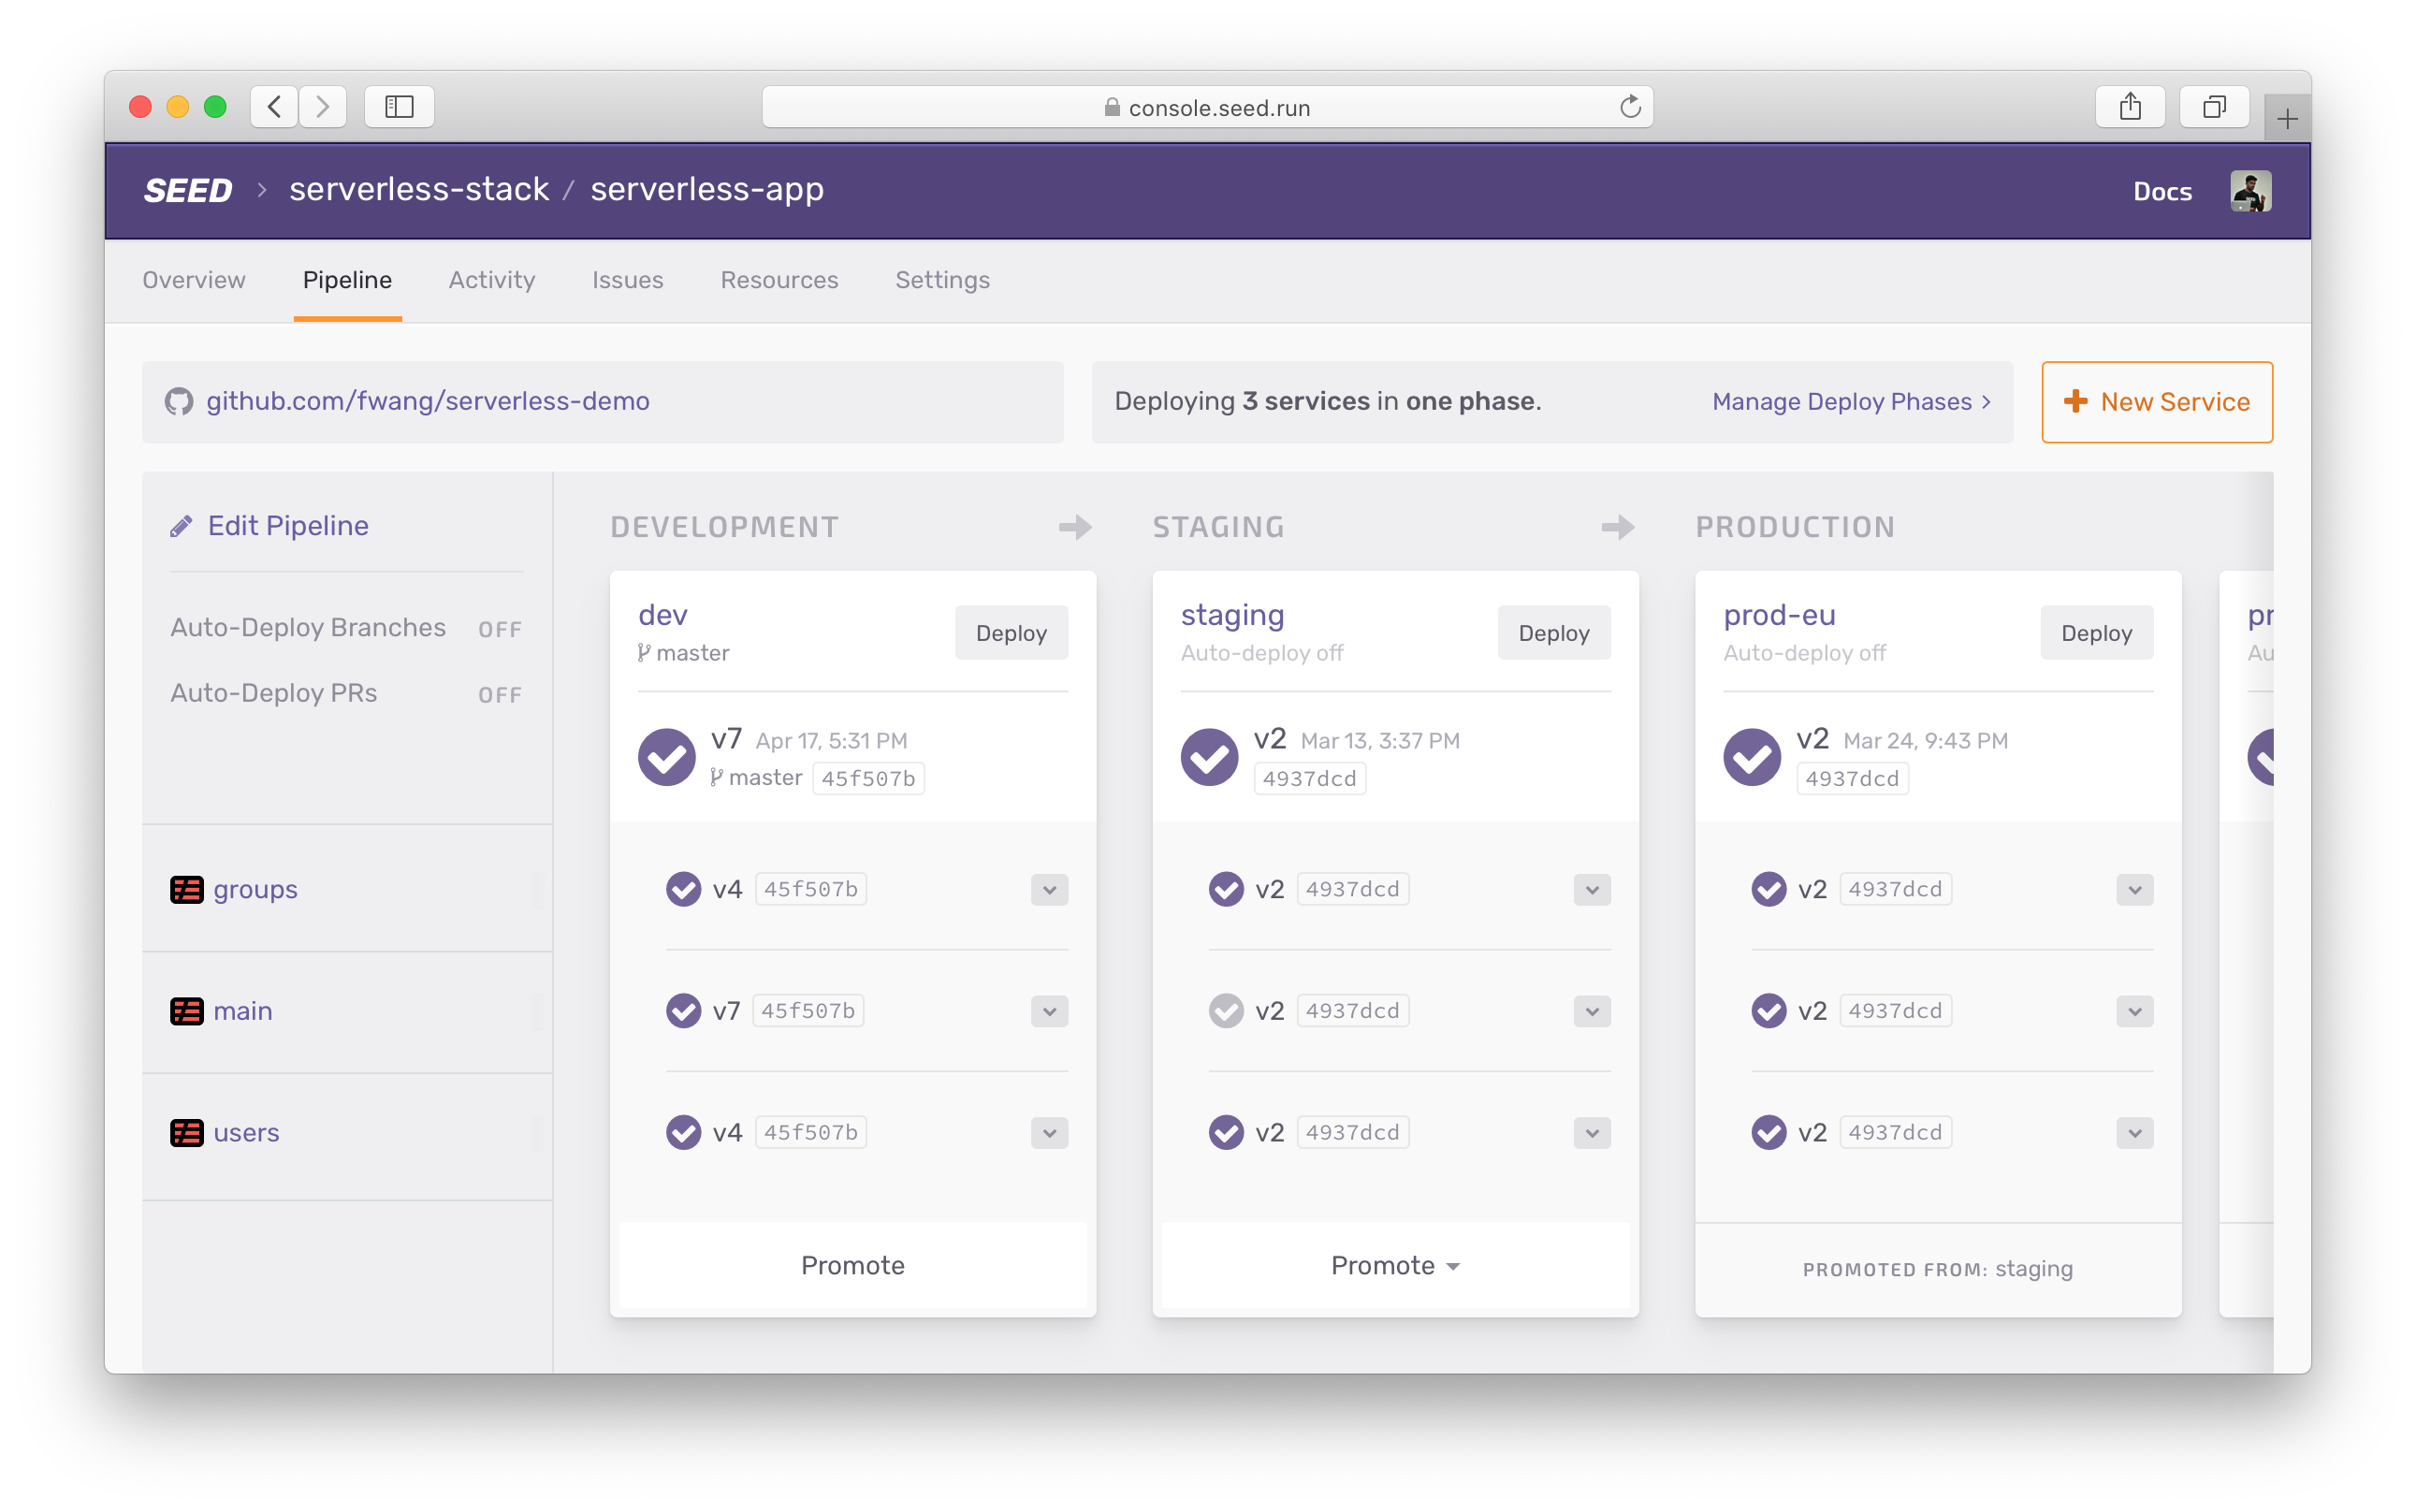 console.seed.run
SEED > serverless-stack / serverless-app
Docs
Overview Pipeline Activity Issues Resources Settings
github.com/fwang/serverless-demo
Deploying 3 services in one phase.
Manage Deploy Phases >
+ New Service
Edit Pipeline
Auto-Deploy Branches OFF
Auto-Deploy PRs OFF
groups
main
users
DEVELOPMENT
dev
master
Deploy
v7 Apr 17, 5:31 PM
master 45f507b
v4 45f507b
v7 45f507b
v4 45f507b
Promote
STAGING
staging
Auto-deploy off
Deploy
v2 Mar 13, 3:37 PM
4937dcd
v2 4937dcd
v2 4937dcd
v2 4937dcd
Promote
PRODUCTION
prod-eu
Auto-deploy off
Deploy
v2 Mar 24, 9:43 PM
4937dcd
v2 4937dcd
v2 4937dcd
v2 4937dcd
PROMOTED FROM: staging